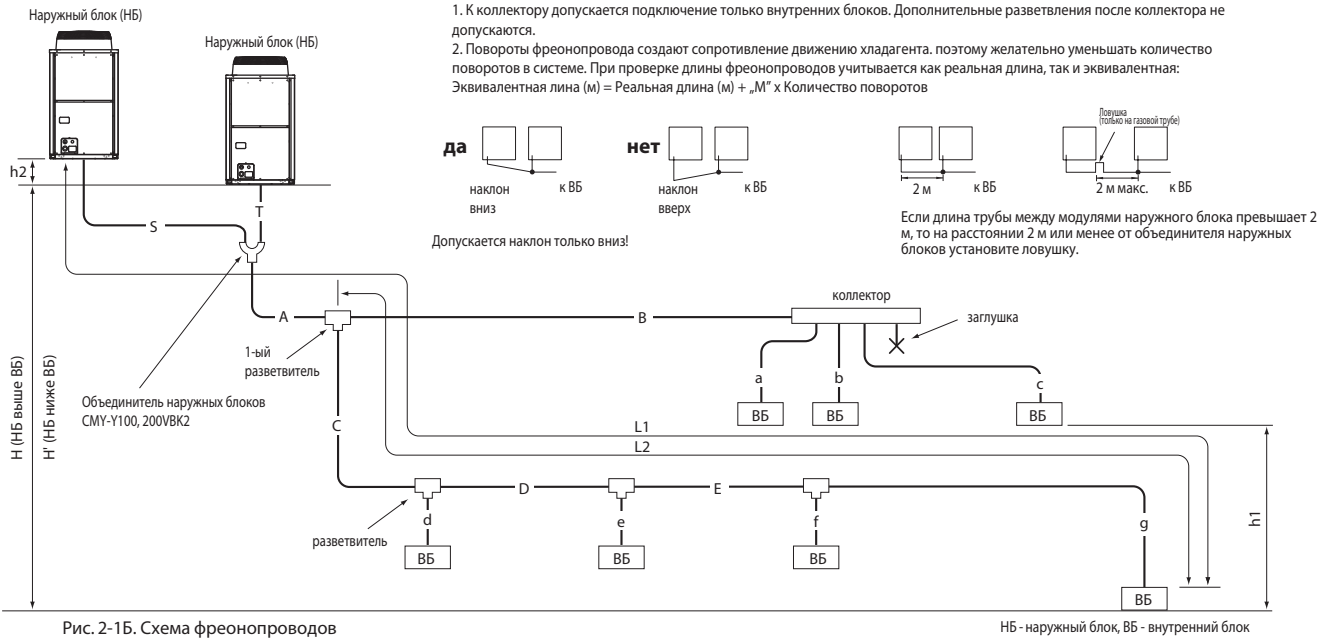 1. К коллектору допускается подключение только внутренних блоков. Дополнительные разветвления после коллектора не
допускаются.
2. Повороты фреонопровода создают сопротивление движению хладагента. поэтому желательно уменьшать количество
поворотов в системе. При проверке длины фреонопроводов учитывается как реальная длина, так и эквивалентная:
Эквивалентная лина (м) = Реальная длина (м) + „М" х Количество поворотов
Наружный блок (НБ)
Наружный блок (НБ)
да
наклон
вниз
к ВБ
нет
наклон
вверх
к ВБ
Допускается наклон только вниз!
2 м
к ВБ
Ловушка
(только на газовой трубе)
2 м макс.
к ВБ
Если длина трубы между модулями наружного блока превышает 2
м, то на расстоянии 2 м или менее от объединителя наружных
блоков установите ловушку.
h2
S
T
A
B
1-ый
разветвитель
коллектор
заглушка
a
b
c
ВБ
ВБ
ВБ
Объединитель наружных блоков
CMY-Y100, 200VBK2
H (НБ выше ВБ)
H' (НБ ниже ВБ)
C
L1
L2
D
E
d
e
f
g
h1
разветвитель
ВБ
ВБ
ВБ
ВБ
Рис. 2-1Б. Схема фреонопроводов
НБ - наружный блок, ВБ - внутренний блок